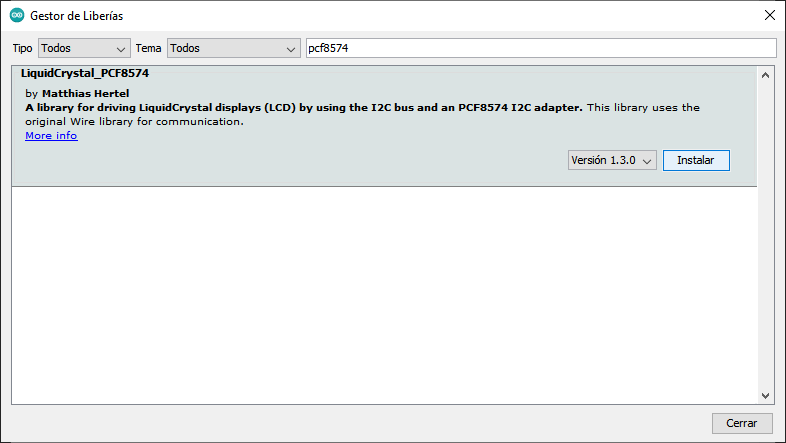 Gestor de Liberías
Tipo Todos Tema Todos pcf8574
LiquidCrystal_PCF8574
by Matthias Hertel
A library for driving LiquidCrystal displays (LCD) by using the I2C bus and an PCF8574 I2C adapter. This library uses the
original Wire library for communication.
More info
Versión 1.3.0 Instalar
Cerrar